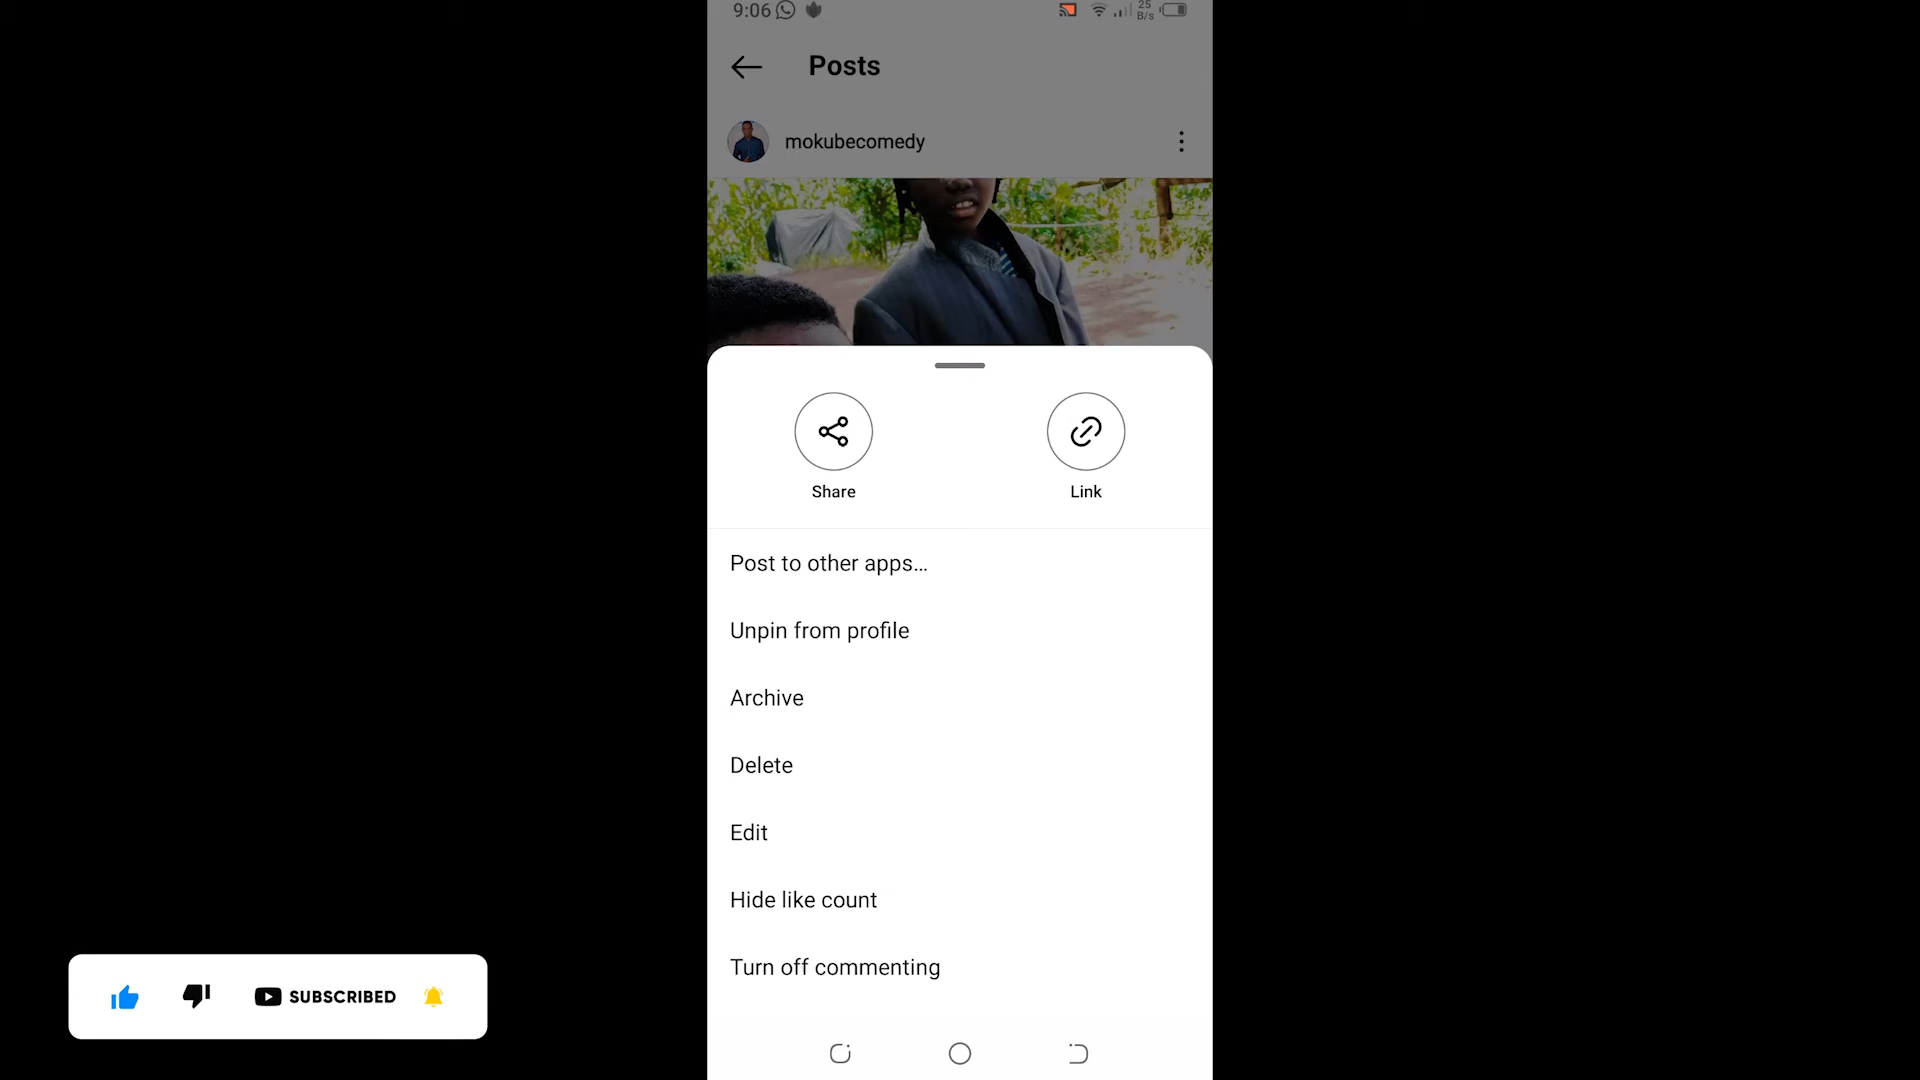 9:06
25
B/s
Posts
mokubecomedy
Share
Link
Post to other apps...
Unpin from profile
Archive
Delete
Edit
Hide like count
Turn off commenting
SUBSCRIBED